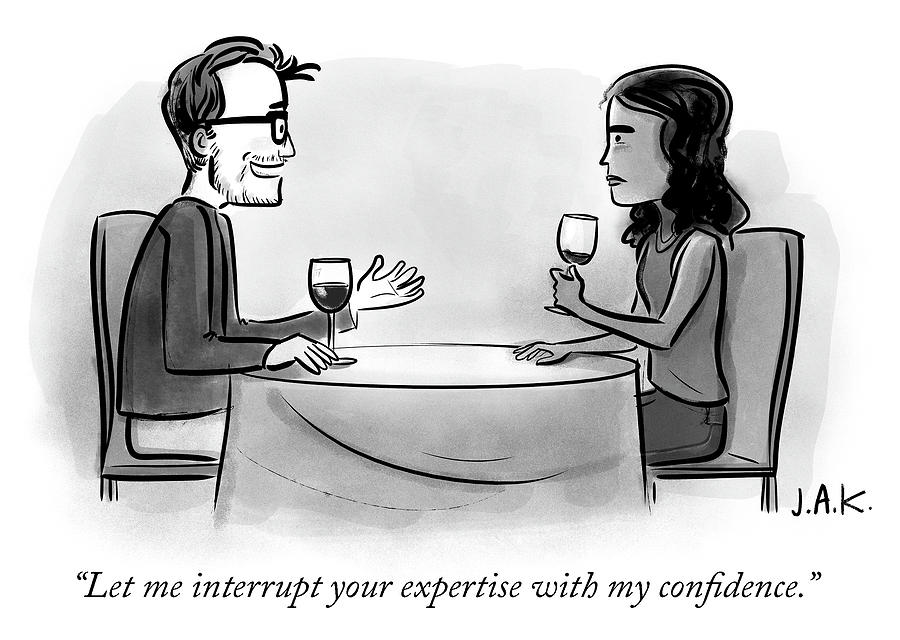 J.A.K.
“Let me interrupt your expertise with my confidence.”